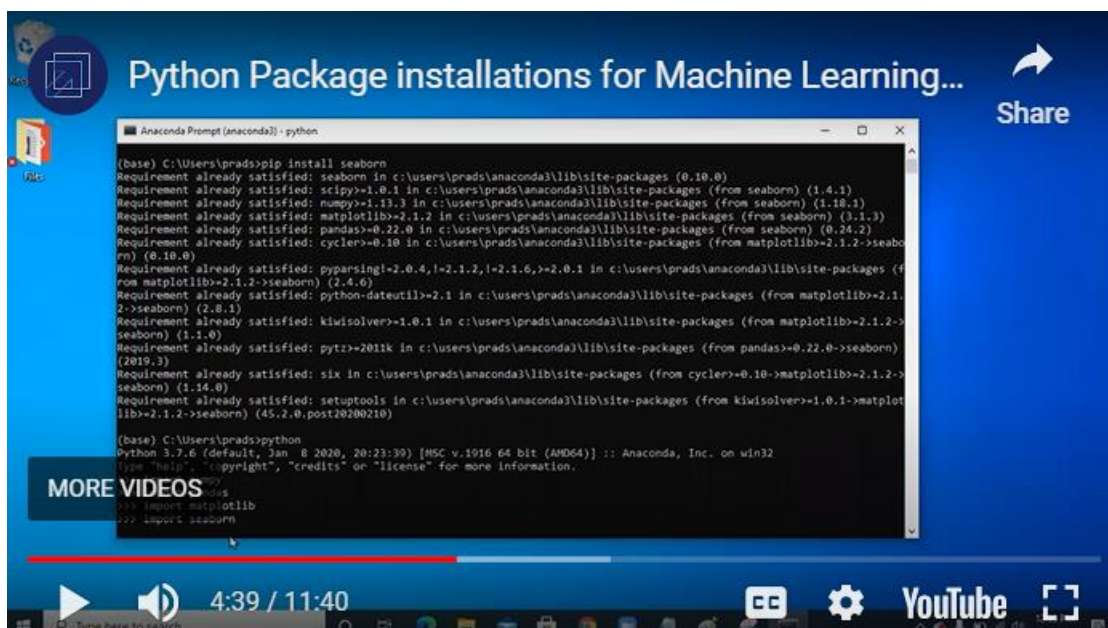 Python Package installations for Machine Learning...
Share
Files
Anaconda Prompt (anaconda3) - python
(base) C:\Users\prads>pip install seaborn
Requirement already satisfied: seaborn in c:\users\prads\anaconda3\lib\site-packages (0.10.0)
Requirement already satisfied: scipy>=1.0.1 in c:\users\prads\anaconda3\lib\site-packages (from seaborn) (1.4.1)
Requirement already satisfied: numpy>=1.13.3 in c:\users\prads\anaconda3\lib\site-packages (from seaborn) (1.18.1)
Requirement already satisfied: matplotlib>=2.1.2 in c:\users\prads\anaconda3\lib\site-packages (from seaborn) (3.1.3)
Requirement already satisfied: pandas>=0.22.0 in c:\users\prads\anaconda3\lib\site-packages (from seaborn) (0.24.2)
Requirement already satisfied: cycler>=0.10 in c:\users\prads\anaconda3\lib\site-packages (from matplotlib>=2.1.2->seabo
rn) (0.10.0)
Requirement already satisfied: pyparsing!=2.0.4,!=2.1.2,!=2.1.6,>=2.0.1 in c:\users\prads\anaconda3\lib\site-packages (f
rom matplotlib>=2.1.2->seaborn) (2.4.6)
Requirement already satisfied: python-dateutil>=2.1 in c:\users\prads\anaconda3\lib\site-packages (from matplotlib>=2.1.
2->seaborn) (2.8.1)
Requirement already satisfied: kiwisolver>=1.0.1 in c:\users\prads\anaconda3\lib\site-packages (from matplotlib>=2.1.2->
seaborn) (1.1.0)
Requirement already satisfied: pytz>=2011k in c:\users\prads\anaconda3\lib\site-packages (from pandas>=0.22.0->seaborn)
(2019.3)
Requirement already satisfied: six in c:\users\prads\anaconda3\lib\site-packages (from cycler>=0.10->matplotlib>=2.1.2->
seaborn) (1.14.0)
Requirement already satisfied: setuptools in c:\users\prads\anaconda3\lib\site-packages (from kiwisolver>=1.0.1->matplot
lib>=2.1.2->seaborn) (45.2.0.post20200210)
(base) C:\Users\prads>python
Python 3.7.6 (default, Jan 8 2020, 20:23:39) [MSC v.1916 64 bit (AMD64)] :: Anaconda, Inc. on win32
Type "help", "copyright", "credits" or "license" for more information.
MORE VIDEOS
>>> import matplotlib
>>> import seaborn
4:39 / 11:40
CC
YouTube
Type here to search